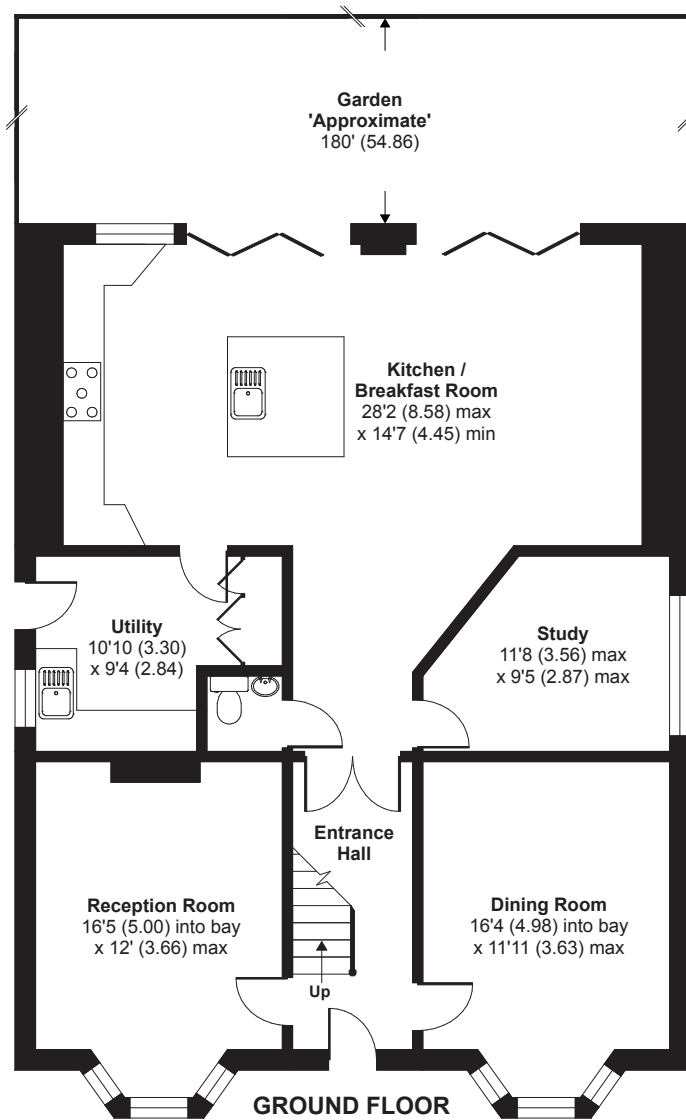 Garden
'Approximate'
180' (54.86)
Kitchen /
Breakfast Room
28'2 (8.58) max
x 14'7 (4.45) min
Utility
10'10 (3.30)
x 9'4 (2.84)
Study
11'8 (3.56) max
x 9'5 (2.87) max
Entrance
Hall
Reception Room
16'5 (5.00) into bay
x 12' (3.66) max
Up
Dining Room
16'4 (4.98) into bay
x 11'11 (3.63) max
GROUND FLOOR